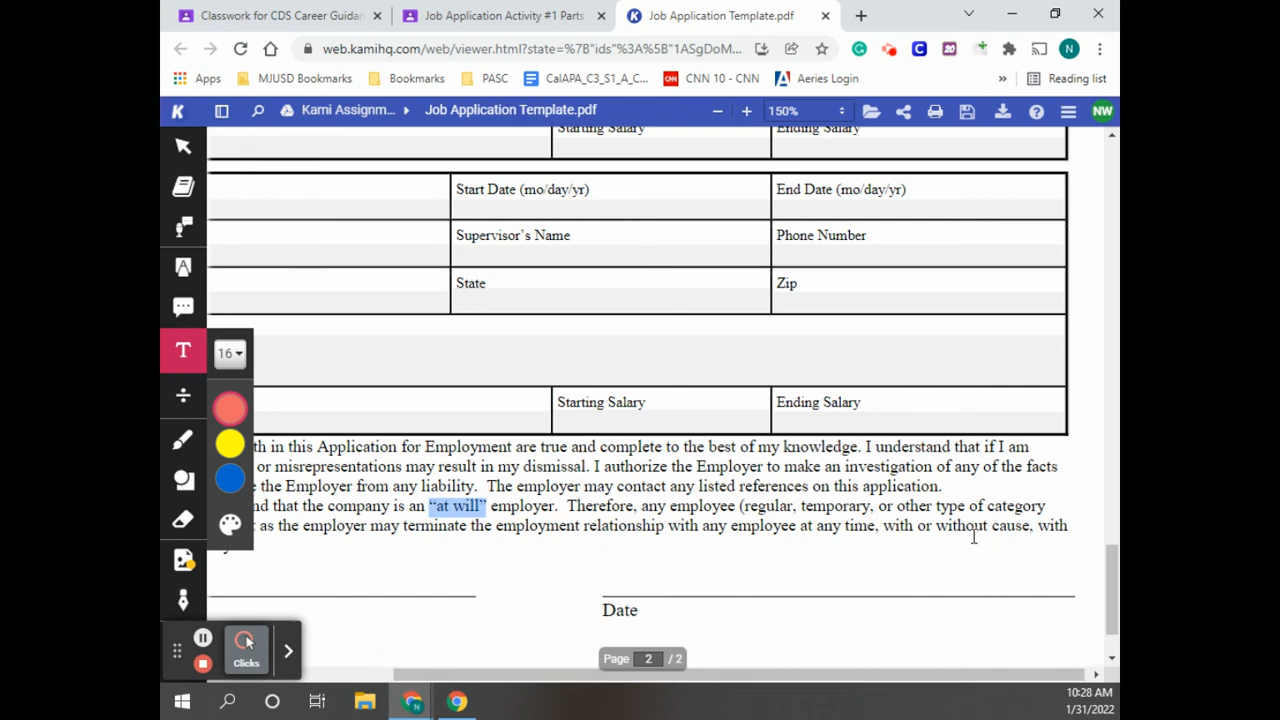 Classwork for CDS Career Guidan
Job Application Activity #1 Parts
Job Application Template.pdf
web.kamihq.com/web/viewer.html?state=%7B"ids"%3A%5B"1ASgDoM...
N
Apps
MJUSD Bookmarks
Bookmarks
PASC
CalAPA_C3_S1_A_C...
CNN 10 - CNN
Aeries Login
»
Reading list
K
Kami Assignm...
Job Application Template.pdf
150%
NW
Starting Salary
Ending Salary
Start Date (mo/day/yr)
End Date (mo/day/yr)
Supervisor's Name
Phone Number
State
Zip
T
16
Starting Salary
Ending Salary
th in this Application for Employment are true and complete to the best of my knowledge. I understand that if I am
or misrepresentations may result in my dismissal. I authorize the Employer to make an investigation of any of the facts
e the Employer from any liability. The employer may contact any listed references on this application.
nd that the company is an “at will” employer. Therefore, any employee (regular, temporary, or other type of category
t as the employer may terminate the employment relationship with any employee at any time, with or without cause, with
Date
Clicks
Page 2 / 2
10:28 AM
1/31/2022